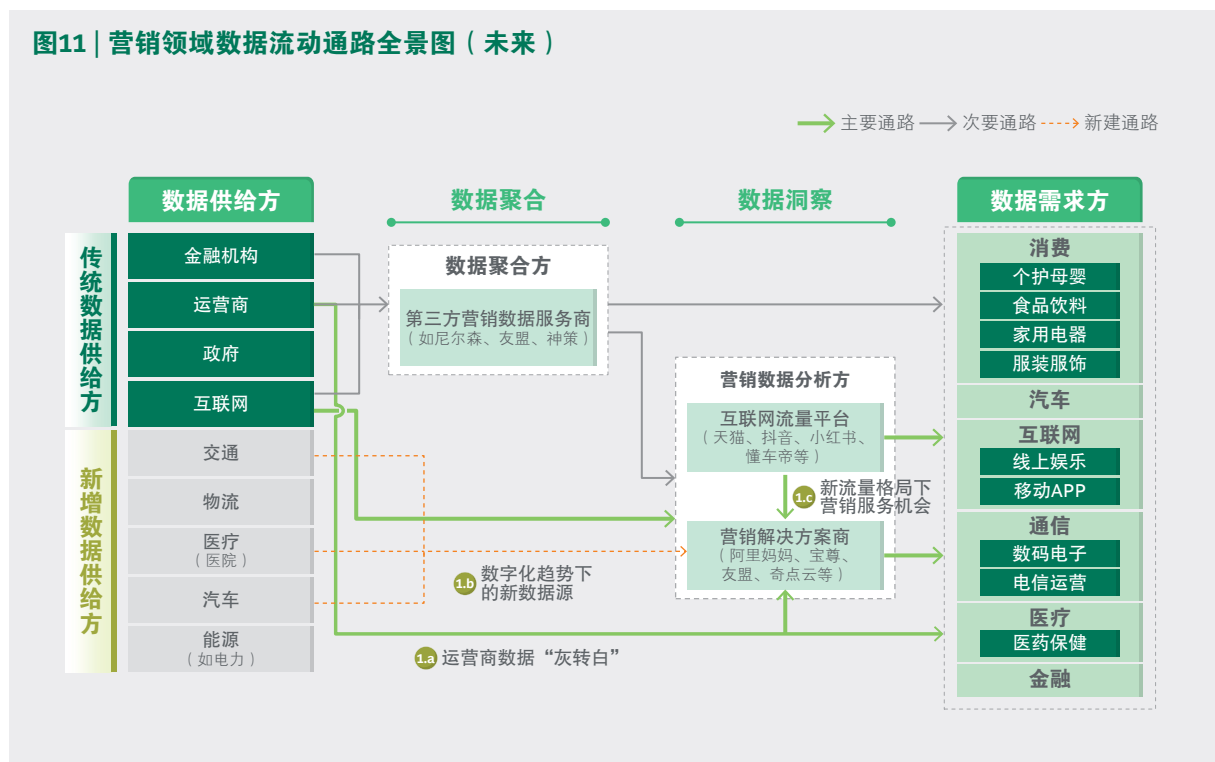 图11 | 营销领域数据流动通路全景图（未来）
主要通路
次要通路
新建通路
数据供给方
数据聚合
数据洞察
数据需求方
传统数据供给方
金融机构
运营商
政府
互联网
新增数据供给方
交通
物流
医疗
（医院）
汽车
能源
（如电力）
数据聚合方
第三方营销数据服务商
（如尼尔森、友盟、神策）
营销数据分析方
互联网流量平台
（天猫、抖音、小红书、
懂车帝等）
1.c 新流量格局下
营销服务机会
营销解决方案商
（阿里妈妈、宝尊、
友盟、奇点云等）
1.b 数字化趋势下
的新数据源
1.a 运营商数据“灰转白”
消费
个护母婴
食品饮料
家用电器
服装服饰
汽车
互联网
线上娱乐
移动APP
通信
数码电子
电信运营
医疗
医药保健
金融